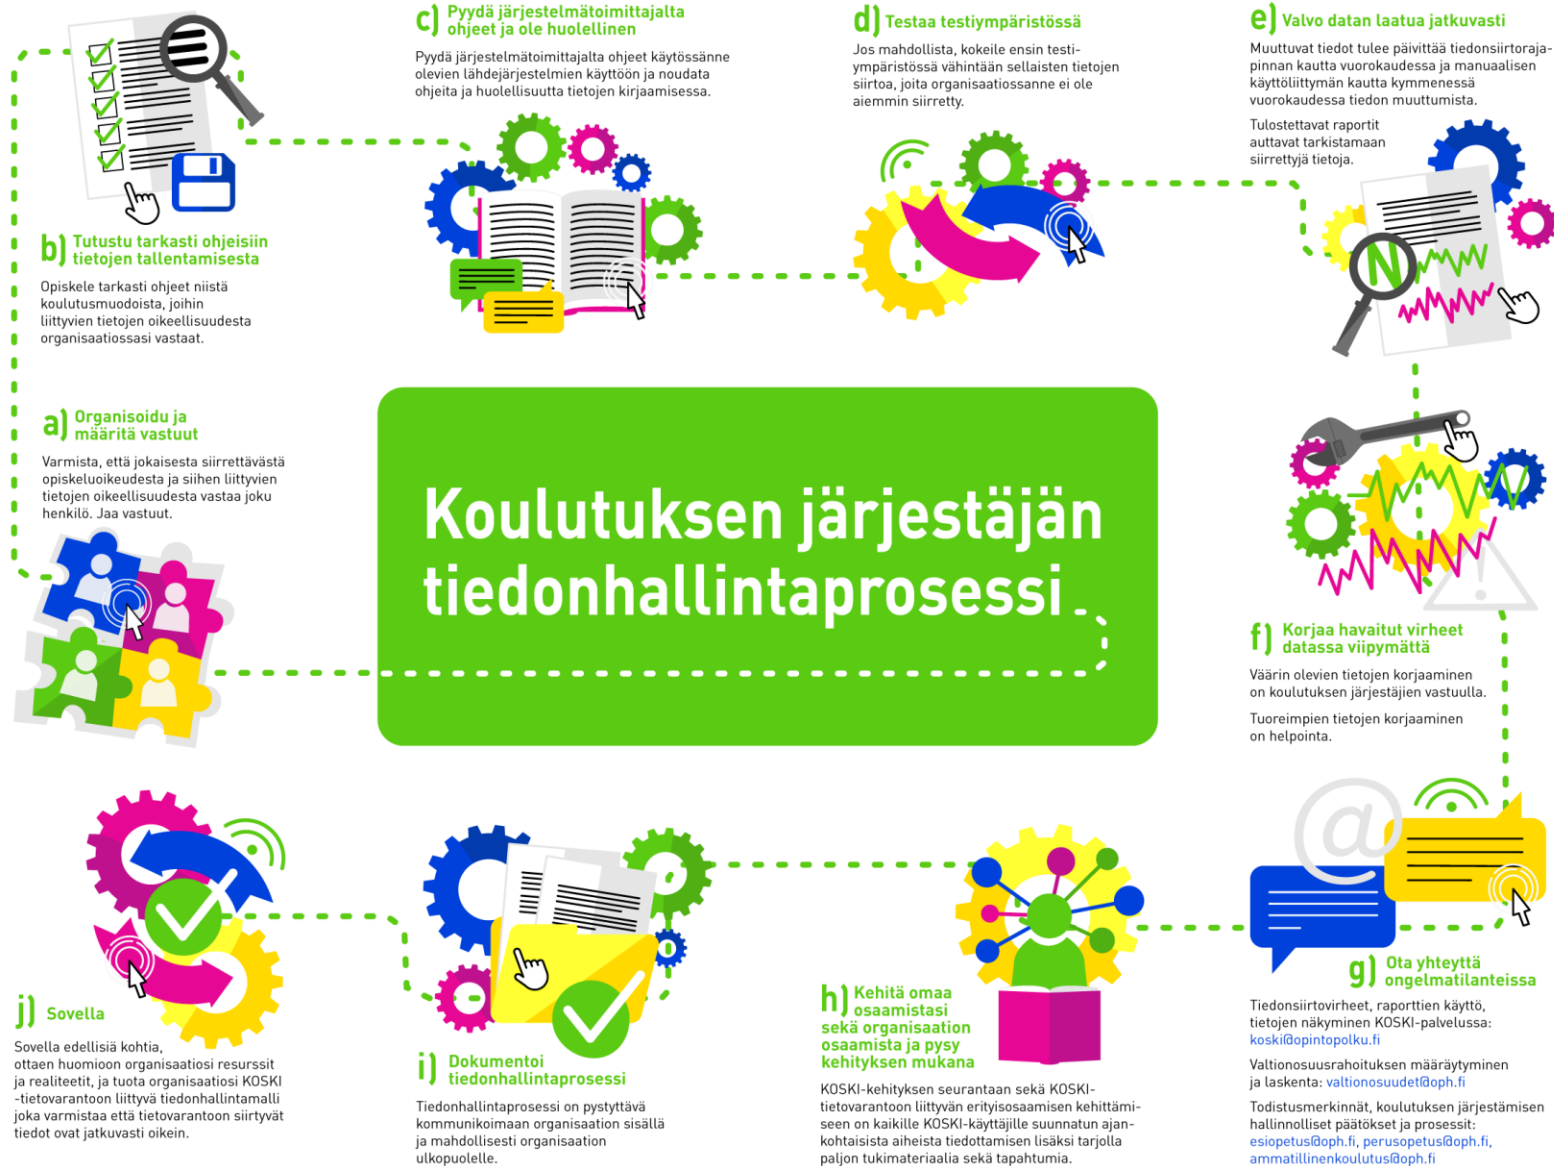 Koulutuksen järjestäjän
tiedonhallintaprosessi
a) Organisoidu ja
määritä vastuut
Varmista, että jokaisesta siirrettävästä
opiskeluoikeudesta ja siihen liittyvien
tietojen oikeellisuudesta vastaa joku
henkilö. Jaa vastuut.
b) Tutustu tarkasti ohjeisiin
tietojen tallentamisesta
Opiskele tarkasti ohjeet niistä
koulutusmuodoista, joihin
liittyvien tietojen oikeellisuudesta
organisaatiossasi vastaat.
c) Pyydä järjestelmätoimittajalta
ohjeet ja ole huolellinen
Pyydä järjestelmätoimittajalta ohjeet käytössänne
olevien lähdejärjestelmien käyttöön ja noudata
ohjeita ja huolellisuutta tietojen kirjaamisessa.
d) Testaa testiympäristössä
Jos mahdollista, kokeile ensin testi-
ympäristössä vähintään sellaisten tietojen
siirtoa, joita organisaatiossanne ei ole
aiemmin siirretty.
e) Valvo datan laatua jatkuvasti
Muuttuvat tiedot tulee päivittää tiedonsiirtoraja-
pinnan kautta vuorokaudessa ja manuaalisen
käyttöliittymän kautta kymmenessä
vuorokaudessa tiedon muuttumista.
Tulostettavat raportit
auttavat tarkistamaan
siirrettyjä tietoja.
N
f) Korjaa havaitut virheet
datassa viipymättä
Väärin olevien tietojen korjaaminen
on koulutuksen järjestäjien vastuulla.
Tuoreimpien tietojen korjaaminen
on helpointa.
@
g) Ota yhteyttä
ongelmatilanteissa
Tiedonsiirtovirheet, raporttien käyttö,
tietojen näkyminen KOSKI-palvelussa:
koski@opintopolku.fi
Valtionosuusrahoituksen määräytyminen
ja laskenta: valtionosuudet@oph.fi
Todistusmerkinnät, koulutuksen järjestämisen
hallinnolliset päätökset ja prosessit:
esiopetus@oph.fi, perusopetus@oph.fi,
ammatillinenkoulutus@oph.fi
h) Kehitä omaa
osaamistasi
sekä organisaation
osaamista ja pysy
kehityksen mukana
KOSKI-kehityksen seurantaan sekä KOSKI-
tietovarantoon liittyvän erityisosaamisen kehittämi-
seen on kaikille KOSKI-käyttäjille suunnatun ajan-
kohtaisista aiheista tiedottamisen lisäksi tarjolla
paljon tukimateriaalia sekä tapahtumia.
i) Dokumentoi
tiedonhallintaprosessi
Tiedonhallintaprosessi on pystyttävä
kommunikoimaan organisaation sisällä
ja mahdollisesti organisaation
ulkopuolelle.
j) Sovella
Sovella edellisiä kohtia,
ottaen huomioon organisaatiosi resurssit
ja realiteetit, ja tuota organisaatiosi KOSKI
-tietovarantoon liittyvä tiedonhallintamalli
joka varmistaa että tietovarantoon siirtyvät
tiedot ovat jatkuvasti oikein.